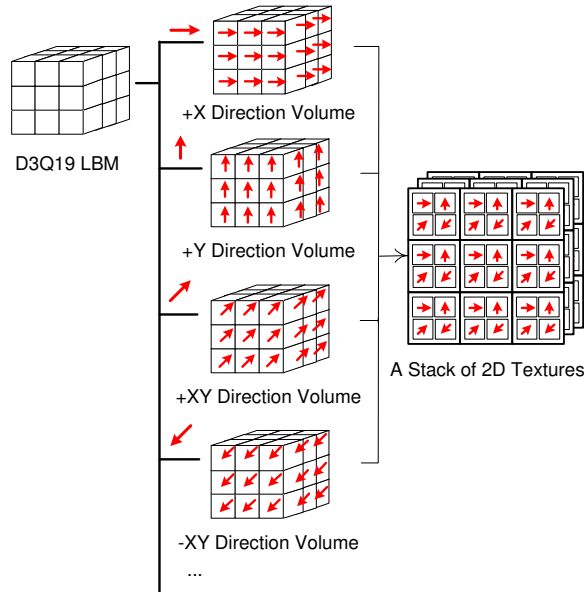 +X Direction Volume
D3Q19 LBM
+Y Direction Volume
A Stack of 2D Textures
+XY Direction Volume
-XY Direction Volume
...